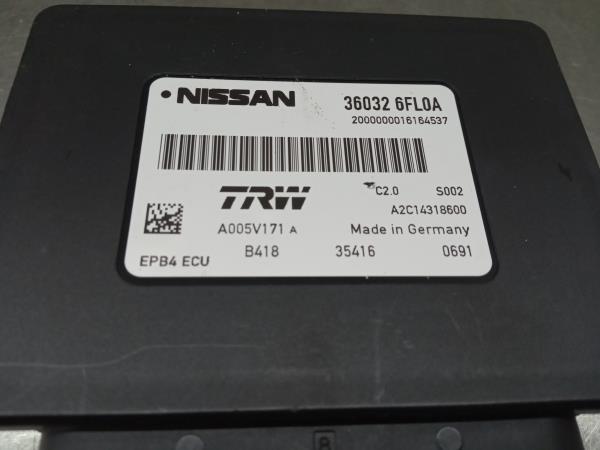 NISSAN 36032 6FL0A
2000000016164537
TRW C2.0 S002
A2C14318600
A005V171 A Made in Germany
B418 35416 0691
EPB4 ECU